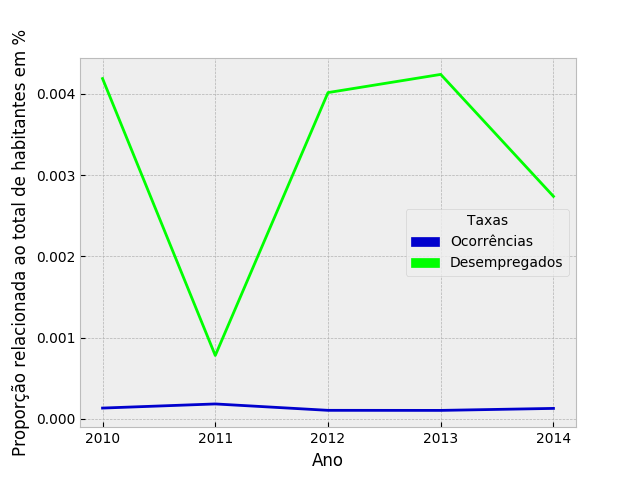 Proporção relacionada ao total de habitantes em %
0.004
0.003
0.002
0.001
0.000
Taxas
Ocorrências
Desempregados
2010 2011 2012 2013 2014
Ano